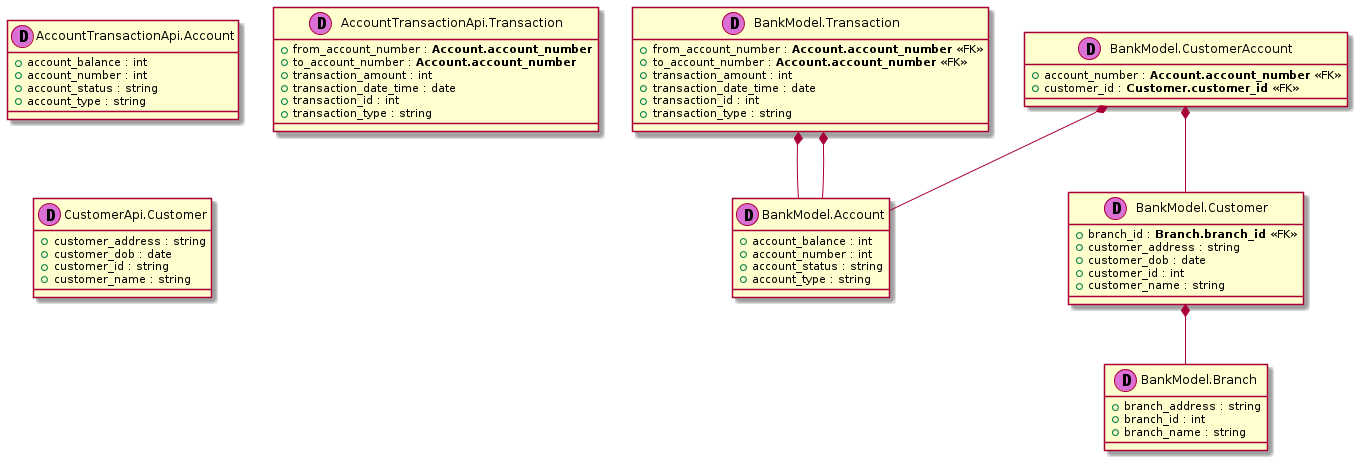 D AccountTransactionApi.Account
account_balance : int
account_number : int
account_status : string
account_type : string
D AccountTransactionApi.Transaction
from_account_number : Account.account_number
to_account_number : Account.account_number
transaction_amount : int
transaction_date_time : date
transaction_id : int
transaction_type : string
D BankModel.Transaction
from_account_number : Account.account_number «FK»
to_account_number : Account.account_number «FK»
transaction_amount : int
transaction_date_time : date
transaction_id : int
transaction_type : string
D BankModel.CustomerAccount
account_number : Account.account_number «FK»
customer_id : Customer.customer_id «FK»
D CustomerApi.Customer
customer_address : string
customer_dob : date
customer_id : string
customer_name : string
D BankModel.Account
account_balance : int
account_number : int
account_status : string
account_type : string
D BankModel.Customer
branch_id : Branch.branch_id «FK»
customer_address : string
customer_dob : date
customer_id : int
customer_name : string
D BankModel.Branch
branch_address : string
branch_id : int
branch_name : string